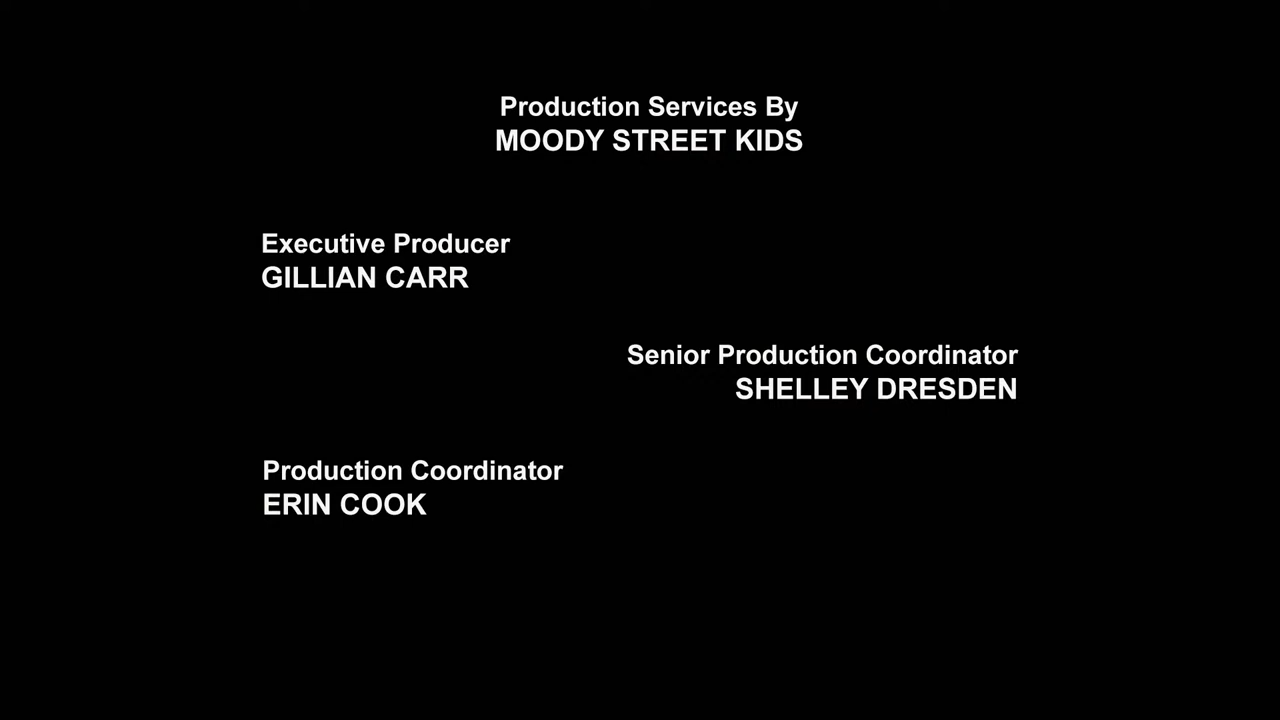 Production Services By
MOODY STREET KIDS
Executive Producer
GILLIAN CARR
Senior Production Coordinator
SHELLEY DRESDEN
Production Coordinator
ERIN COOK